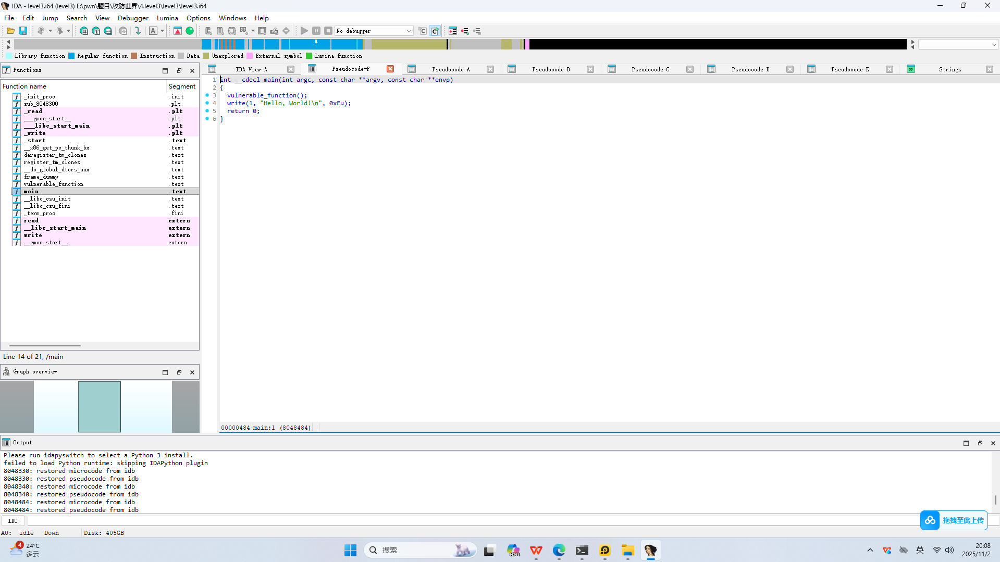 IDA - level3.i64 (level3) E:\pwn\题目\攻防世界\4.level3\level3\level3.i64
File Edit Jump Search View Debugger Lumina Options Windows Help
No debugger
Library function Regular function Instruction Data Unexplored External symbol Lumina function
Functions
IDA View-A Pseudocode-F Pseudocode-A Pseudocode-B Pseudocode-C Pseudocode-D Pseudocode-E Strings
Function name Segment
_init_proc .init
sub_8048300 .plt
_read .plt
___gmon_start__ .plt
___libc_start_main .plt
_write .plt
_start .text
__x86_get_pc_thunk_bx .text
deregister_tm_clones .text
register_tm_clones .text
__do_global_dtors_aux .text
frame_dummy .text
vulnerable_function .text
main .text
__libc_csu_init .text
__libc_csu_fini .text
_term_proc .fini
read extern
__libc_start_main extern
write extern
__gmon_start__ extern
Line 14 of 21, /main
Graph overview
1 int __cdecl main(int argc, const char **argv, const char **envp)
2 {
3 vulnerable_function();
4 write(1, "Hello, World!\n", 0xEu);
5 return 0;
6 }
00000484 main:1 (8048484)
Output
Please run idapyswitch to select a Python 3 install.
failed to load Python runtime: skipping IDAPython plugin
8048330: restored microcode from idb
8048330: restored pseudocode from idb
8048340: restored microcode from idb
8048340: restored pseudocode from idb
8048484: restored microcode from idb
8048484: restored pseudocode from idb
IDC
拖拽至此上传
AU: idle Down Disk: 405GB
4
24°C
多云
搜索
M365
英
20:08
2025/11/2